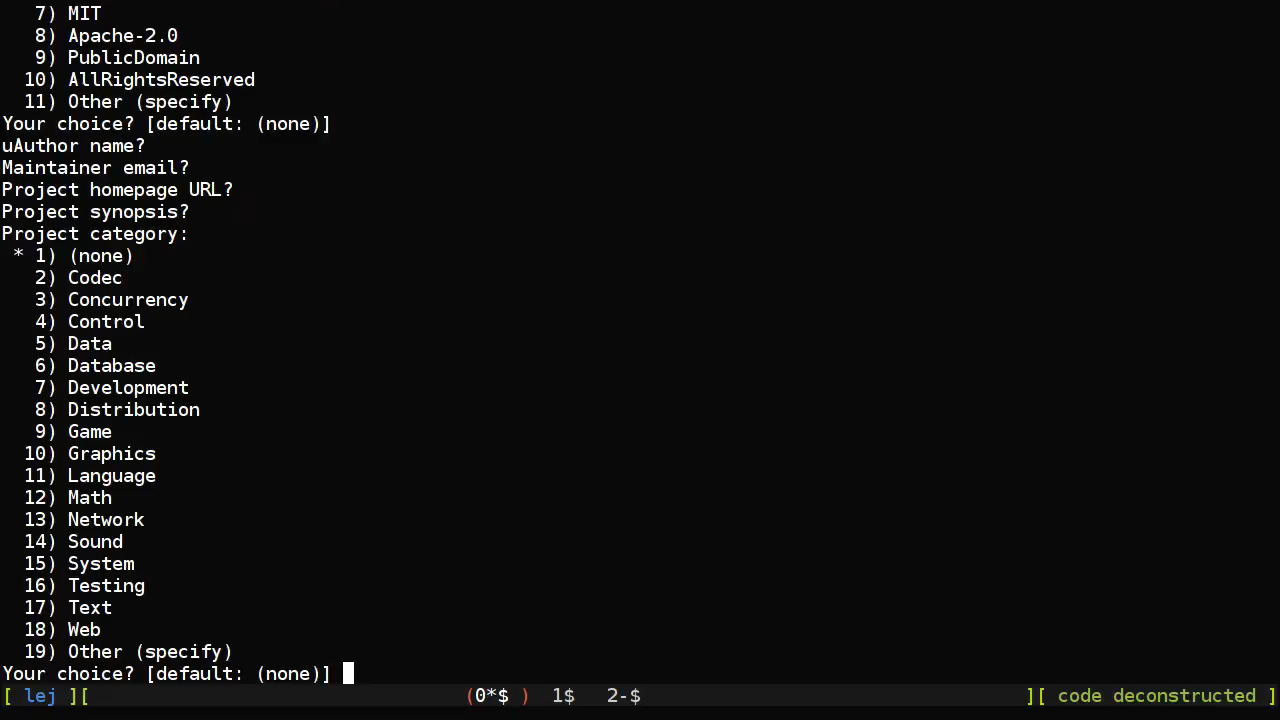 7) MIT
8) Apache-2.0
9) PublicDomain
10) AllRightsReserved
11) Other (specify)
Your choice? [default: (none)]
uAuthor name?
Maintainer email?
Project homepage URL?
Project synopsis?
Project category:
* 1) (none)
2) Codec
3) Concurrency
4) Control
5) Data
6) Database
7) Development
8) Distribution
9) Game
10) Graphics
11) Language
12) Math
13) Network
14) Sound
15) System
16) Testing
17) Text
18) Web
19) Other (specify)
Your choice? [default: (none)]
[ lej ][ (0*$ ) 1$ 2-$ ][ code deconstructed ]